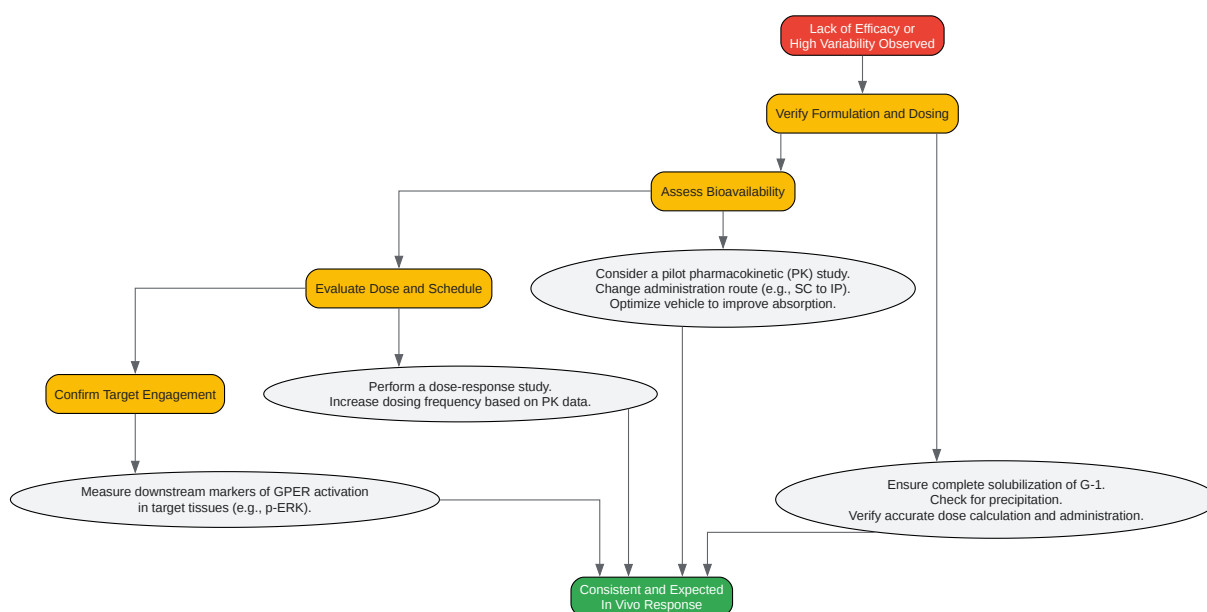 Lack of Efficacy or
High Variability Observed
Verify Formulation and Dosing
Assess Bioavailability
Consider a pilot pharmacokinetic (PK) study.
Change administration route (e.g., SC to IP).
Optimize vehicle to improve absorption.
Evaluate Dose and Schedule
Perform a dose-response study.
Increase dosing frequency based on PK data.
Confirm Target Engagement
Measure downstream markers of GPER activation
in target tissues (e.g., p-ERK).
Ensure complete solubilization of G-1.
Check for precipitation.
Verify accurate dose calculation and administration.
Consistent and Expected
In Vivo Response